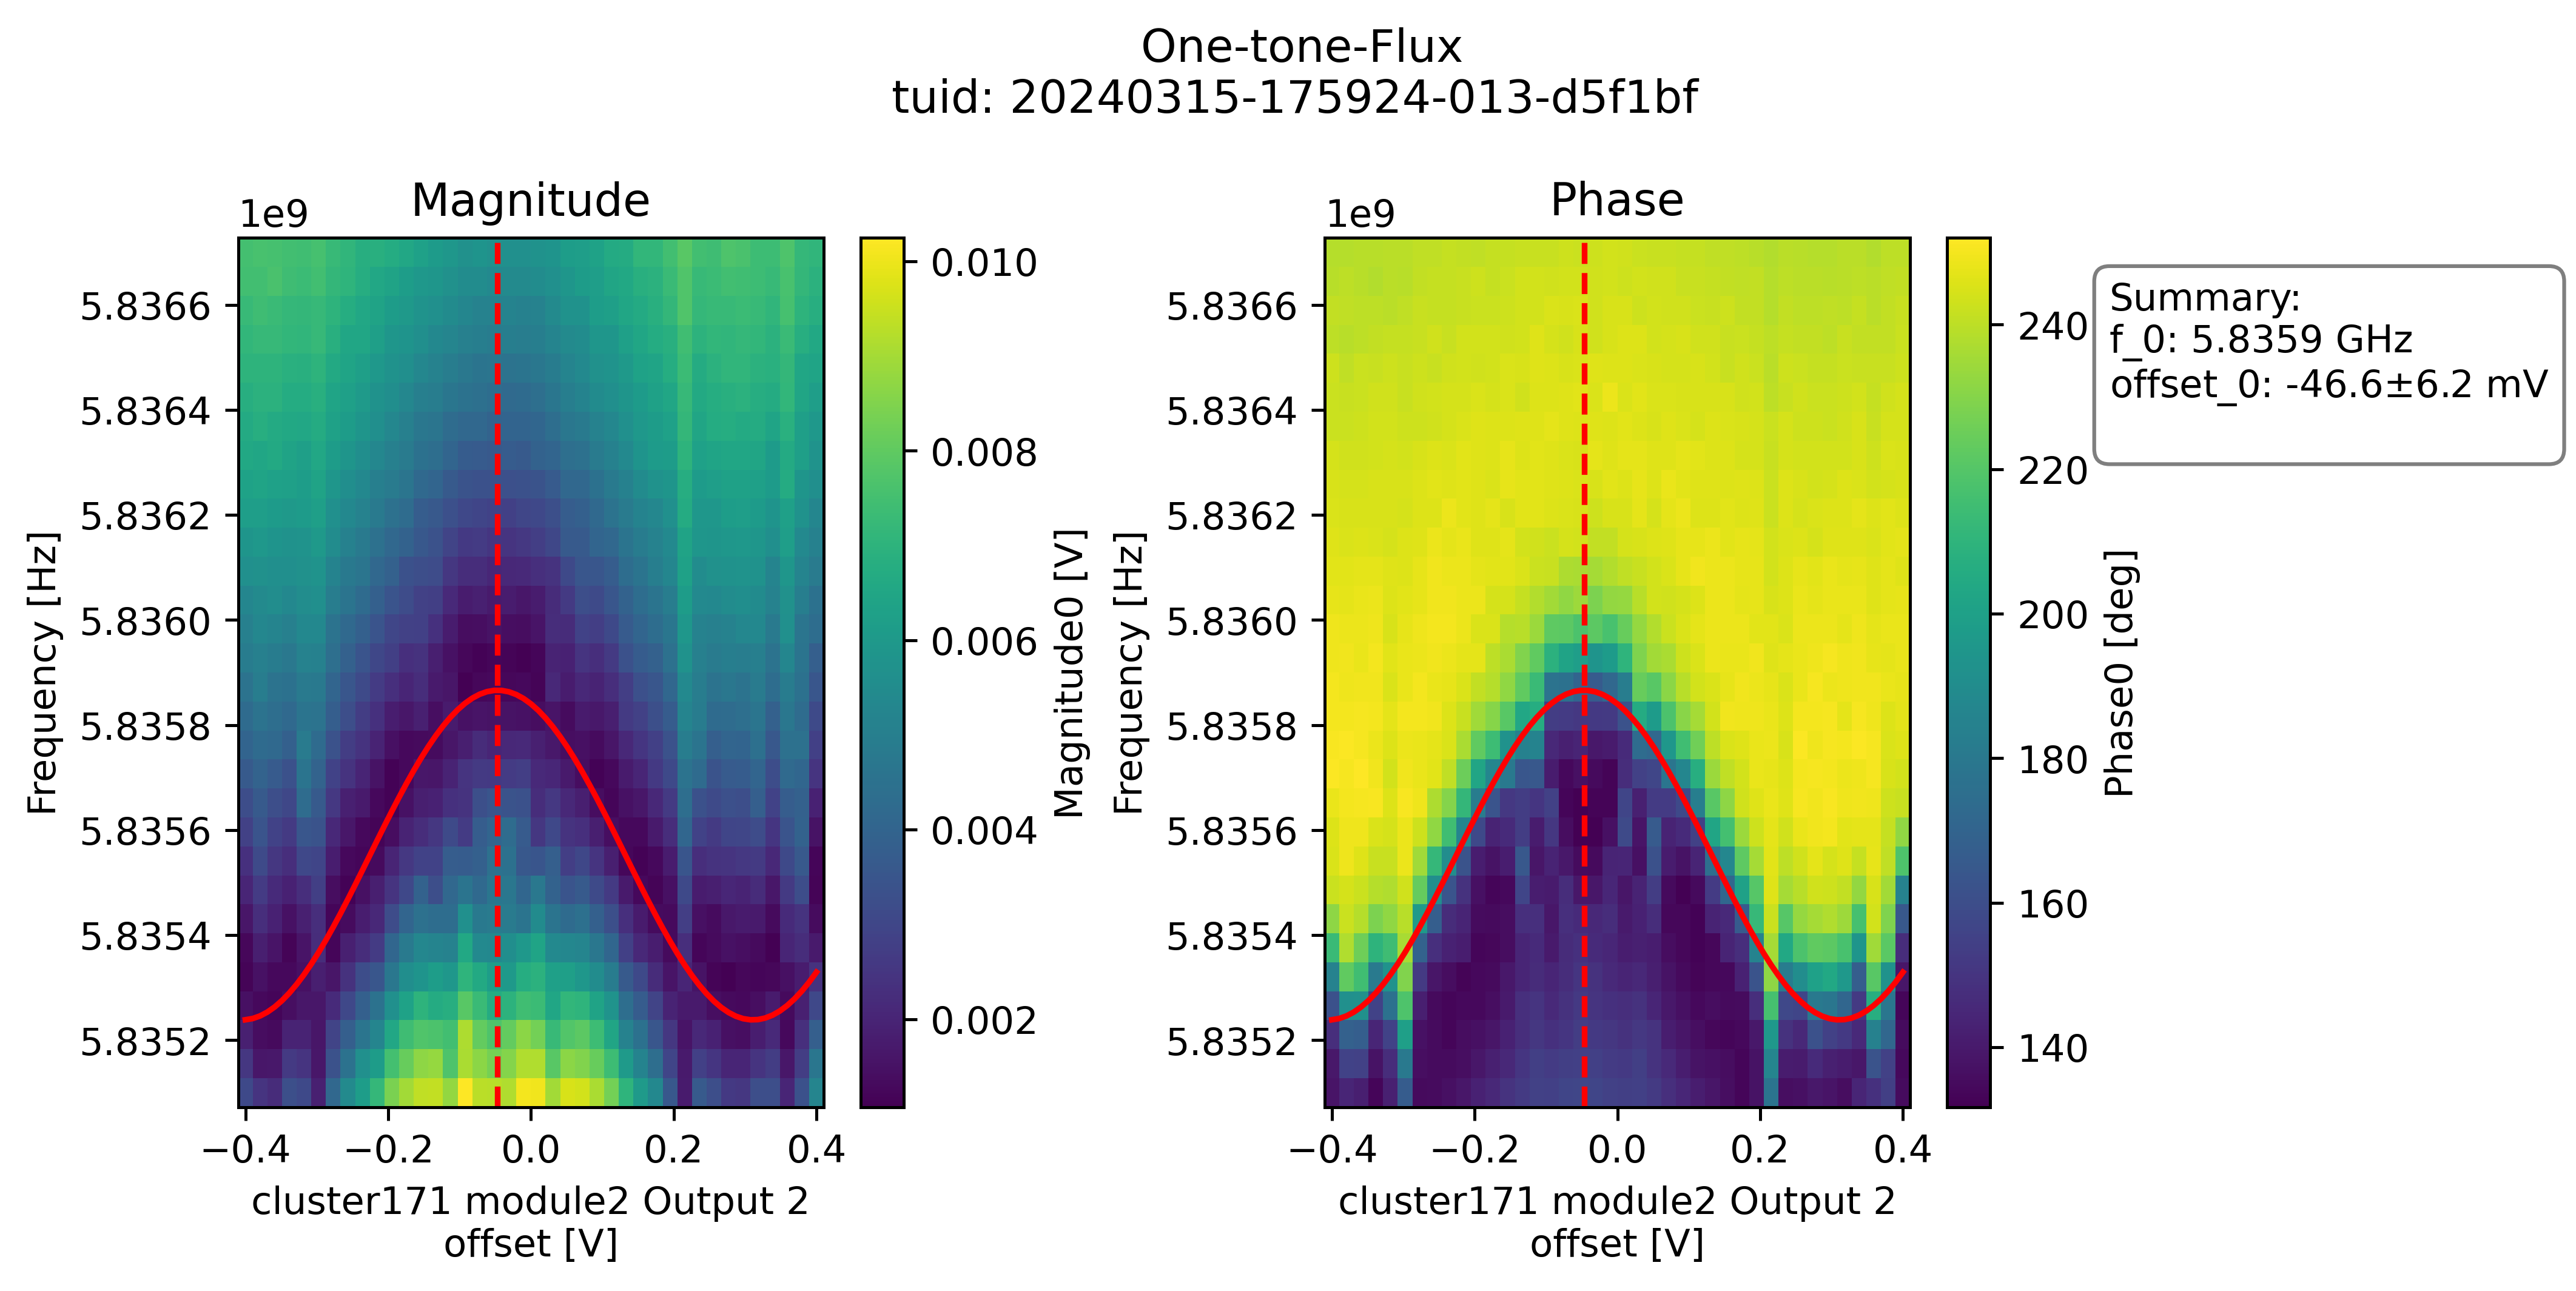 One-tone-Flux
tuid: 20240315-175924-013-d5f1bf
Magnitude
1e9
5.8366
5.8364
5.8362
5.8360
5.8358
5.8356
5.8354
5.8352
Frequency [Hz]
−0.4
−0.2
0.0
0.2
0.4
cluster171 module2 Output 2
offset [V]
0.010
0.008
0.006
0.004
0.002
Magnitude0 [V]
Phase
1e9
5.8366
5.8364
5.8362
5.8360
5.8358
5.8356
5.8354
5.8352
Frequency [Hz]
−0.4
−0.2
0.0
0.2
0.4
cluster171 module2 Output 2
offset [V]
240
220
200
180
160
140
Phase0 [deg]
Summary:
f_0: 5.8359 GHz
offset_0: -46.6±6.2 mV